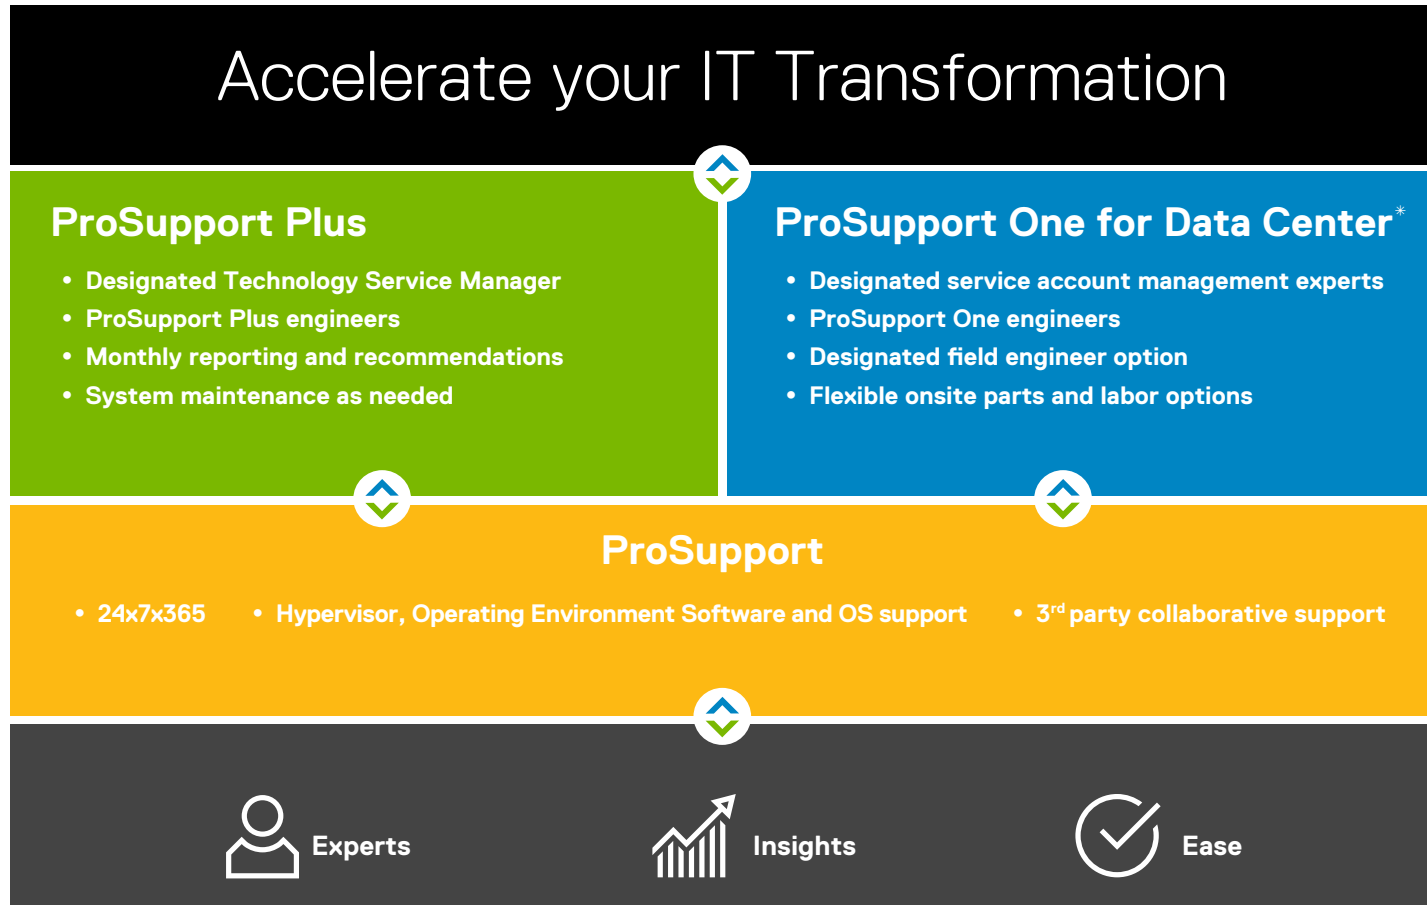 Accelerate your IT Transformation
ProSupport Plus
• Designated Technology Service Manager
• ProSupport Plus engineers
• Monthly reporting and recommendations
• System maintenance as needed
ProSupport One for Data Center*
• Designated service account management experts
• ProSupport One engineers
• Designated field engineer option
• Flexible onsite parts and labor options
ProSupport
• 24x7x365 • Hypervisor, Operating Environment Software and OS support • 3rd party collaborative support
Experts Insights Ease